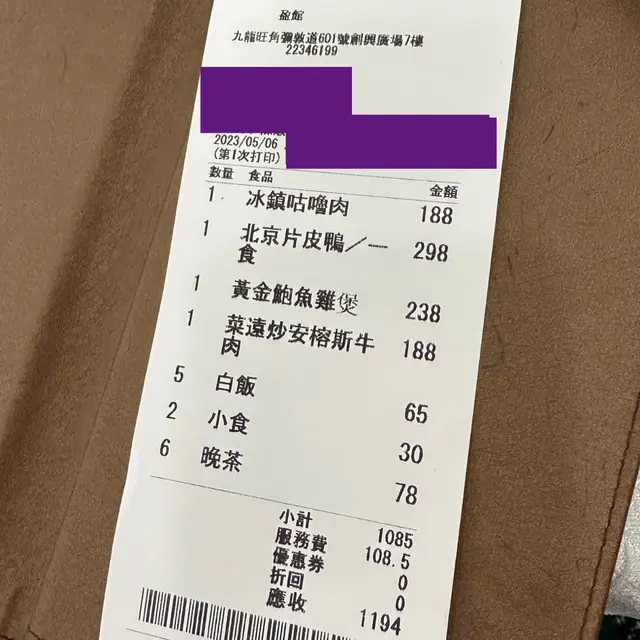 盈館
九龍旺角彌敦道601號創興廣場7樓
22346199
2023/05/06
(第1次打印)
數量 食品 金額
1 冰鎮咕嚕肉 188
1 北京片皮鴨／一 298
食
1 黃金鮑魚雞煲 238
1 菜遠炒安榕斯牛 188
肉
5 白飯 65
2 小食 30
6 晚茶 78
小計 1085
服務費 108.5
優惠券 0
折回 0
應收 1194